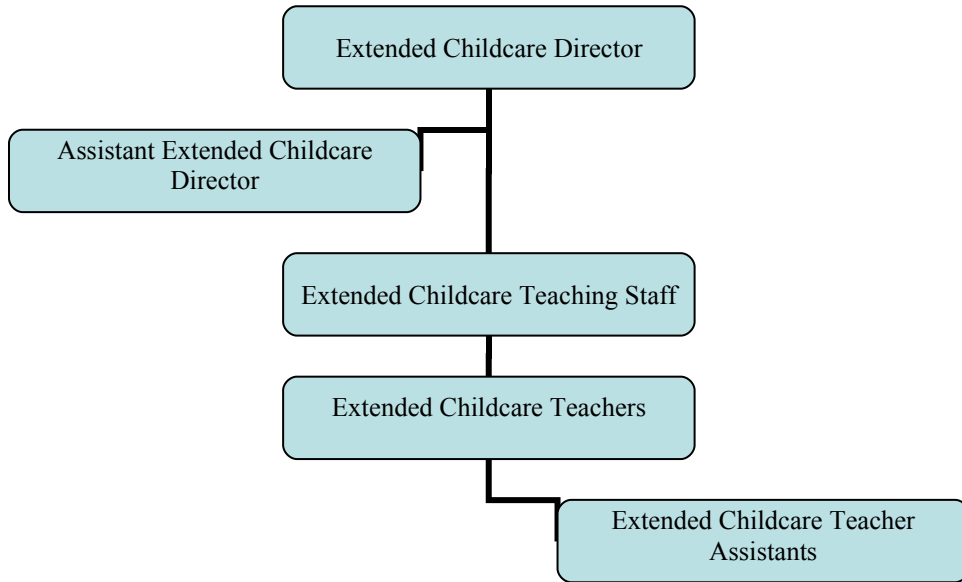 Extended Childcare Director
Assistant Extended Childcare
Director
Extended Childcare Teaching Staff
Extended Childcare Teachers
Extended Childcare Teacher
Assistants